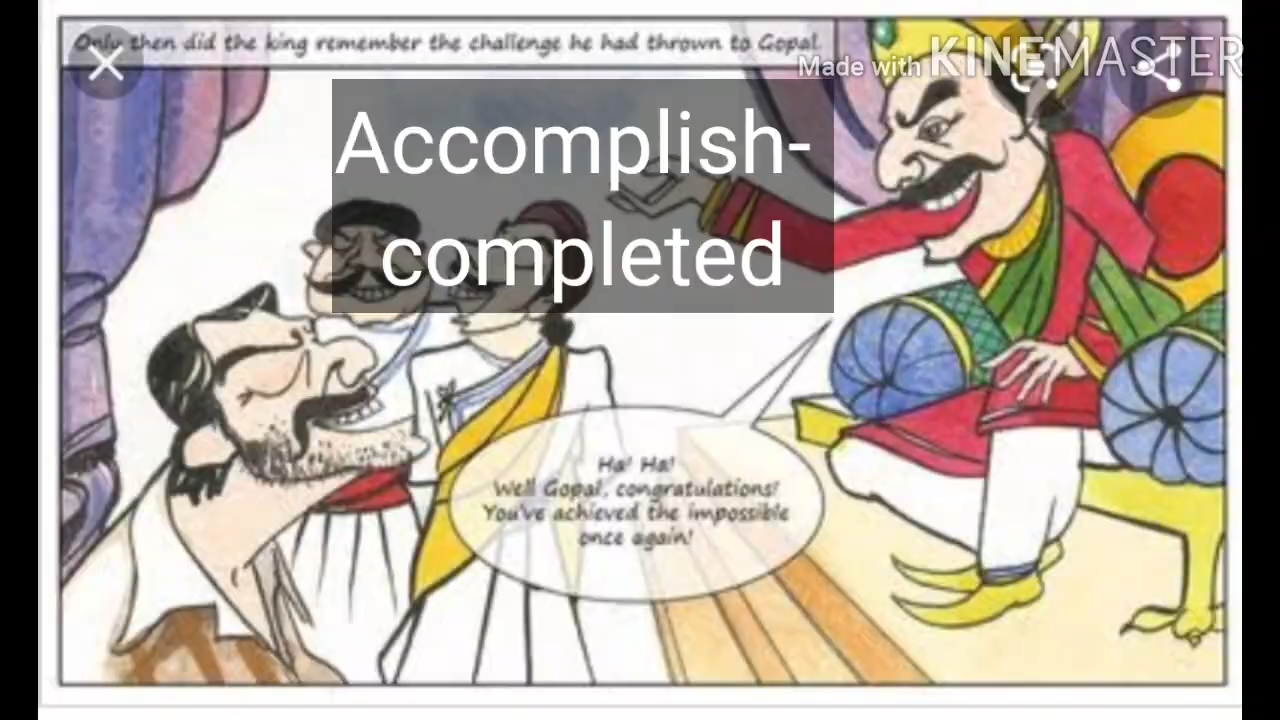 Only then did the king remember the challenge he had thrown to Gopal.
Made with KINEMASTER
Accomplish-
completed
Ha! Ha!
Well Gopal, congratulations!
You've achieved the impossible
once again!